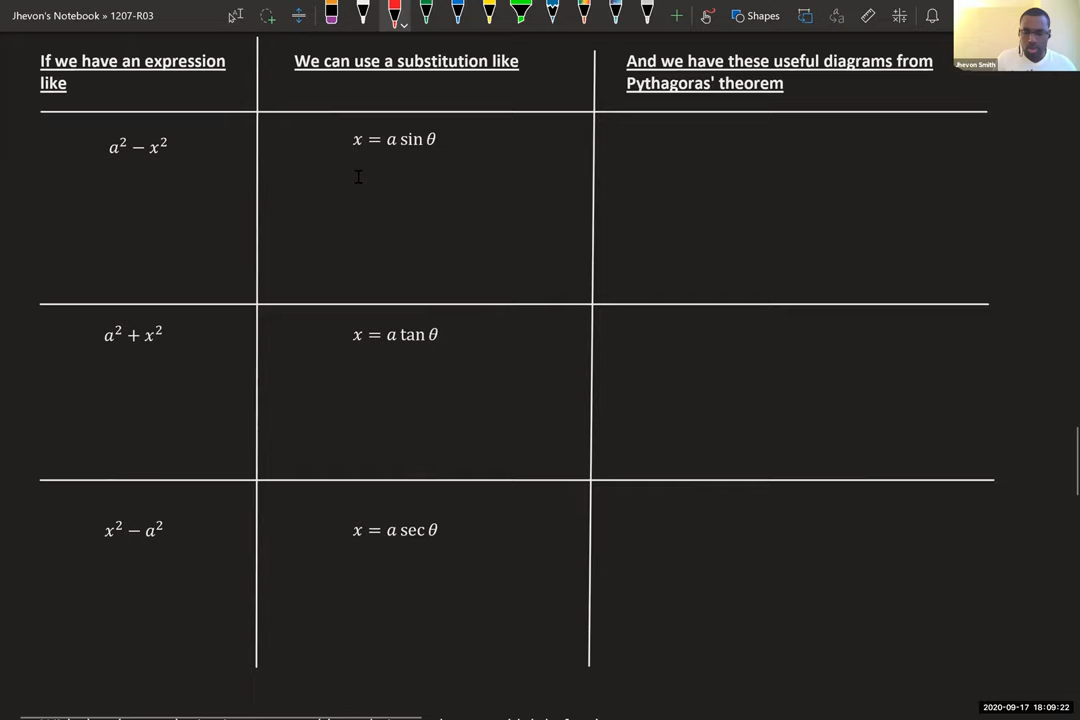 Jhevon's Notebook » 1207-R03
Shapes
Jhevon Smith
If we have an expression like
We can use a substitution like
And we have these useful diagrams from Pythagoras' theorem
a² − x²
x = a sin θ
a² + x²
x = a tan θ
x² − a²
x = a sec θ
2020-09-17 18:09:22